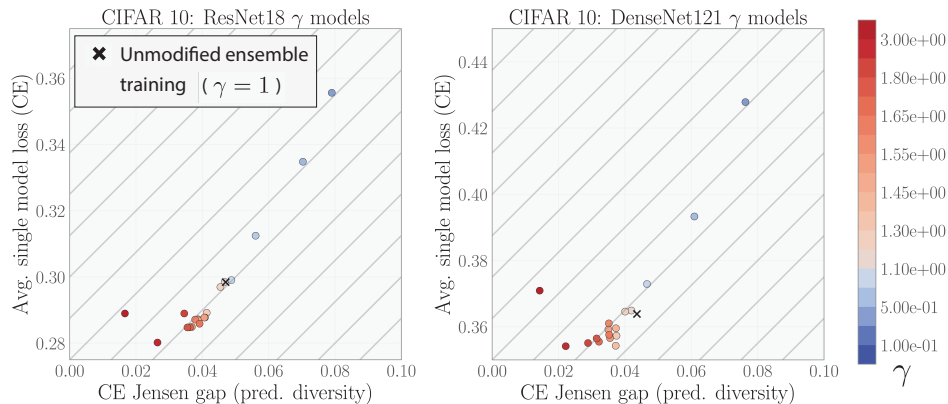 CIFAR 10: ResNet18 γ models
Unmodified ensemble
training (γ = 1)
Avg. single model loss (CE)
0.36
0.34
0.32
0.30
0.28
0.00 0.02 0.04 0.06 0.08 0.10
CE Jensen gap (pred. diversity)
CIFAR 10: DenseNet121 γ models
Avg. single model loss (CE)
0.44
0.42
0.40
0.38
0.36
0.00 0.02 0.04 0.06 0.08 0.10
CE Jensen gap (pred. diversity)
3.00e+00
1.80e+00
1.65e+00
1.55e+00
1.45e+00
1.30e+00
1.10e+00
5.00e-01
1.00e-01
γ